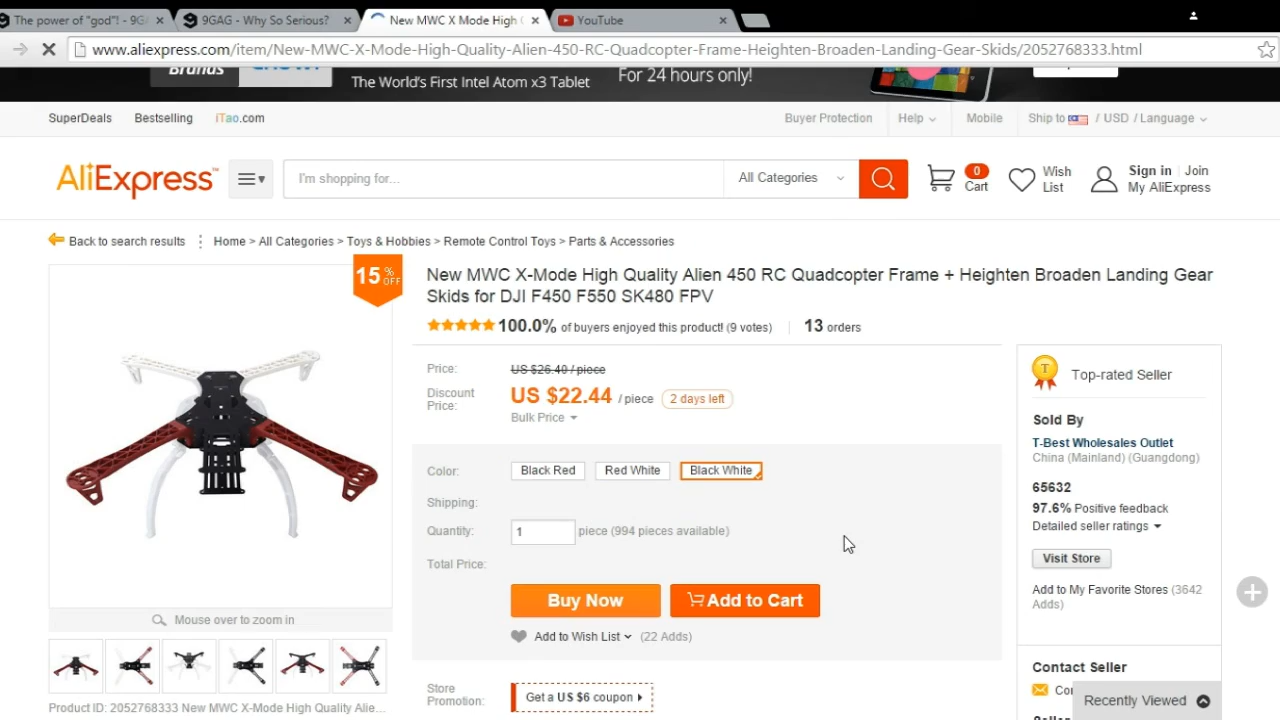 The power of "god"! - 9G
9GAG - Why So Serious?
New MWC X Mode High
YouTube
www.aliexpress.com/item/New-MWC-X-Mode-High-Quality-Alien-450-RC-Quadcopter-Frame-Heighten-Broaden-Landing-Gear-Skids/2052768333.html
Brands
The World's First Intel Atom x3 Tablet
For 24 hours only!
SuperDeals
Bestselling
iTao.com
Buyer Protection
Help
Mobile
Ship to / USD / Language
AliExpress™
I'm shopping for...
All Categories
0
Cart
Wish
List
Sign in | Join
My AliExpress
Back to search results
Home > All Categories > Toys & Hobbies > Remote Control Toys > Parts & Accessories
15 % OFF
New MWC X-Mode High Quality Alien 450 RC Quadcopter Frame + Heighten Broaden Landing Gear
Skids for DJI F450 F550 SK480 FPV
100.0% of buyers enjoyed this product! (9 votes)
13 orders
Price:
US $26.40 / piece
Discount
Price:
US $22.44 / piece
2 days left
Bulk Price
Color:
Black Red
Red White
Black White
Shipping:
Quantity:
1
piece (994 pieces available)
Total Price:
Buy Now
Add to Cart
Add to Wish List
(22 Adds)
Store
Promotion:
Get a US $6 coupon
Mouse over to zoom in
Product ID: 2052768333 New MWC X-Mode High Quality Alie...
T
Top-rated Seller
Sold By
T-Best Wholesales Outlet
China (Mainland) (Guangdong)
65632
97.6% Positive feedback
Detailed seller ratings
Visit Store
Add to My Favorite Stores (3642
Adds)
Contact Seller
Recently Viewed